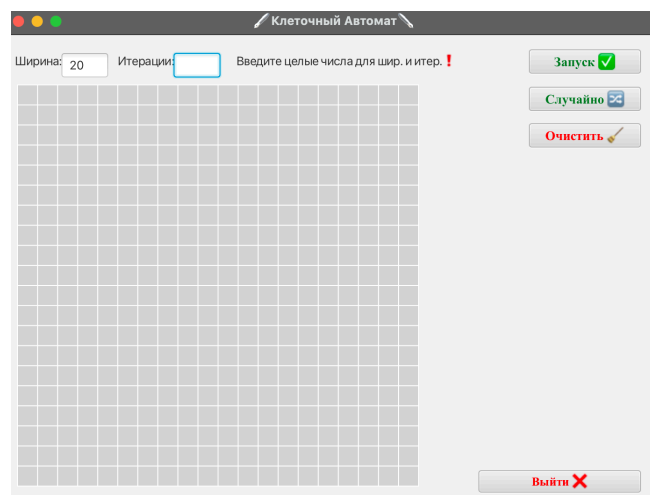 Клеточный Автомат
Ширина: 20 Итерации: Введите целые числа для шир. и итер.❗
Запуск ✅
Случайно 🔀
Очистить 🧹
Выйти ❌